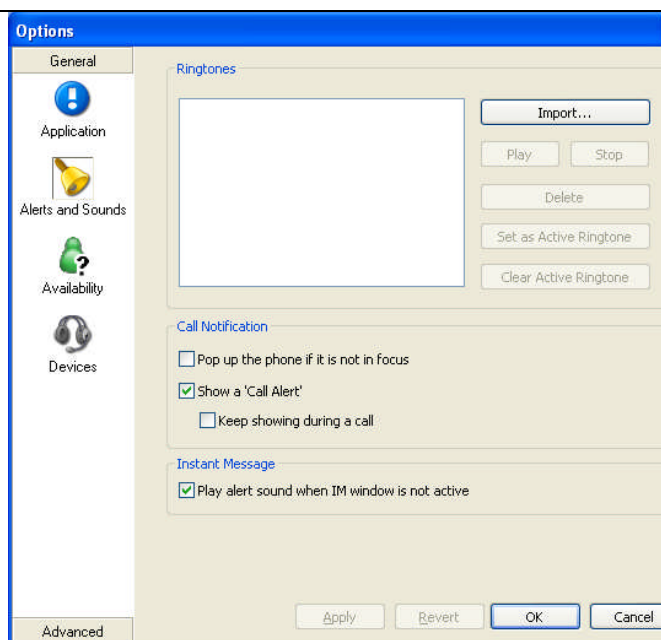 Options
General
Application
Alerts and Sounds
Availability
Devices
Advanced
Ringtones
Import...
Play Stop
Delete
Set as Active Ringtone
Clear Active Ringtone
Call Notification
Pop up the phone if it is not in focus
Show a 'Call Alert'
Keep showing during a call
Instant Message
Play alert sound when IM window is not active
Apply Revert OK Cancel